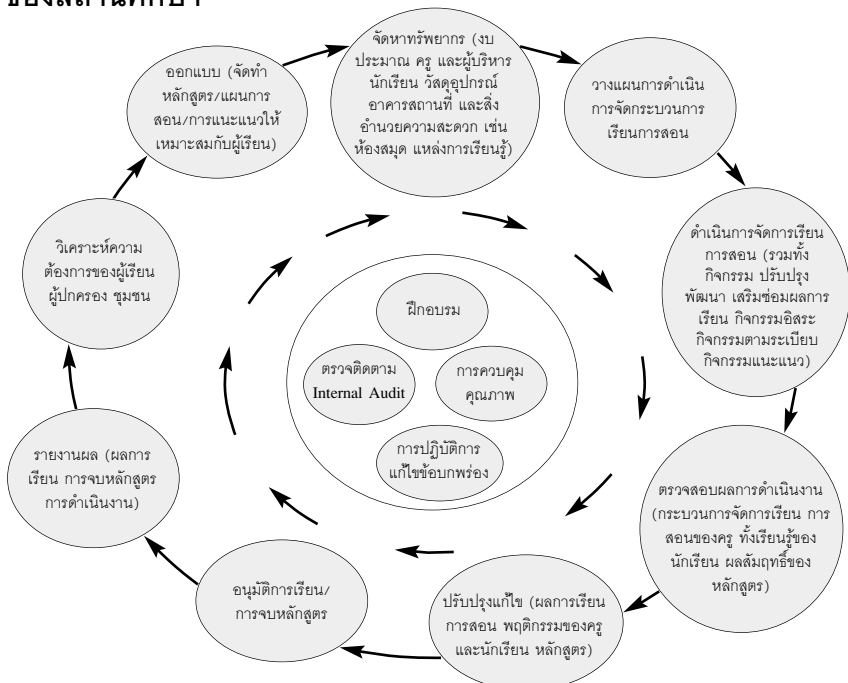 ของสถานศึกษา
จัดหาทรัพยากร (งบ
ประมาณ ครู และผู้บริหาร
นักเรียน วัสดุอุปกรณ์
อาคารสถานที่ และสิ่ง
อำนวยความสะดวก เช่น
ห้องสมุด แหล่งการเรียนรู้)
วางแผนการดำเนิน
การจัดกระบวนการ
เรียนการสอน
ดำเนินการจัดการเรียน
การสอน (รวมทั้ง
กิจกรรม ปรับปรุง
พัฒนา เสริมซ่อมผลการ
เรียน กิจกรรมอิสระ
กิจกรรมตามระเบียบ
กิจกรรมแนะแนว)
ตรวจสอบผลการดำเนินงาน
(กระบวนการจัดการเรียน การ
สอนของครู ทั้งเรียนรู้ของ
นักเรียน ผลสัมฤทธิ์ของ
หลักสูตร)
ปรับปรุงแก้ไข (ผลการเรียน
การสอน พฤติกรรมของครู
และนักเรียน หลักสูตร)
อนุมัติการเรียน/
การจบหลักสูตร
รายงานผล (ผลการ
เรียน การจบหลักสูตร
การดำเนินงาน)
วิเคราะห์ความ
ต้องการของผู้เรียน
ผู้ปกครอง ชุมชน
ออกแบบ (จัดทำ
หลักสูตร/แผนการ
สอน/การแนะแนวให้
เหมาะสมกับผู้เรียน)
ฝึกอบรม
ตรวจติดตาม
Internal Audit
การควบคุม
คุณภาพ
การปฏิบัติการ
แก้ไขข้อบกพร่อง